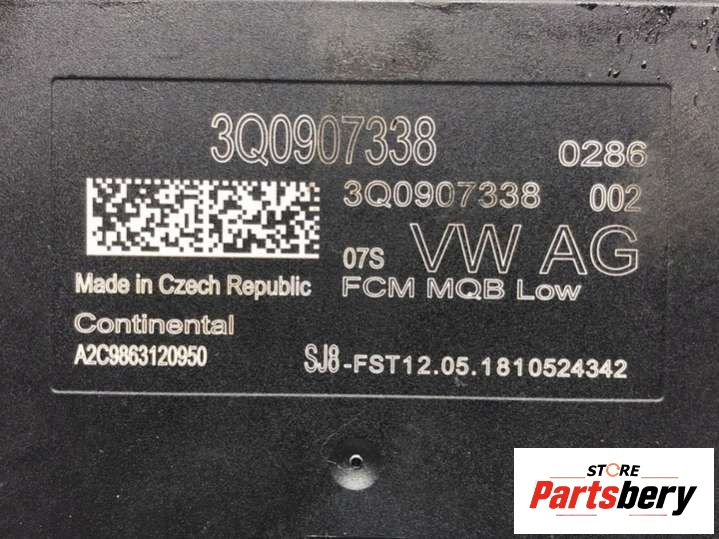 3Q0907338 0286
3Q0907338 002
07S VW AG
Made in Czech Republic FCM MQB Low
Continental
A2C9863120950 SJ8-FST12.05.1810524342
STORE
Partsbery